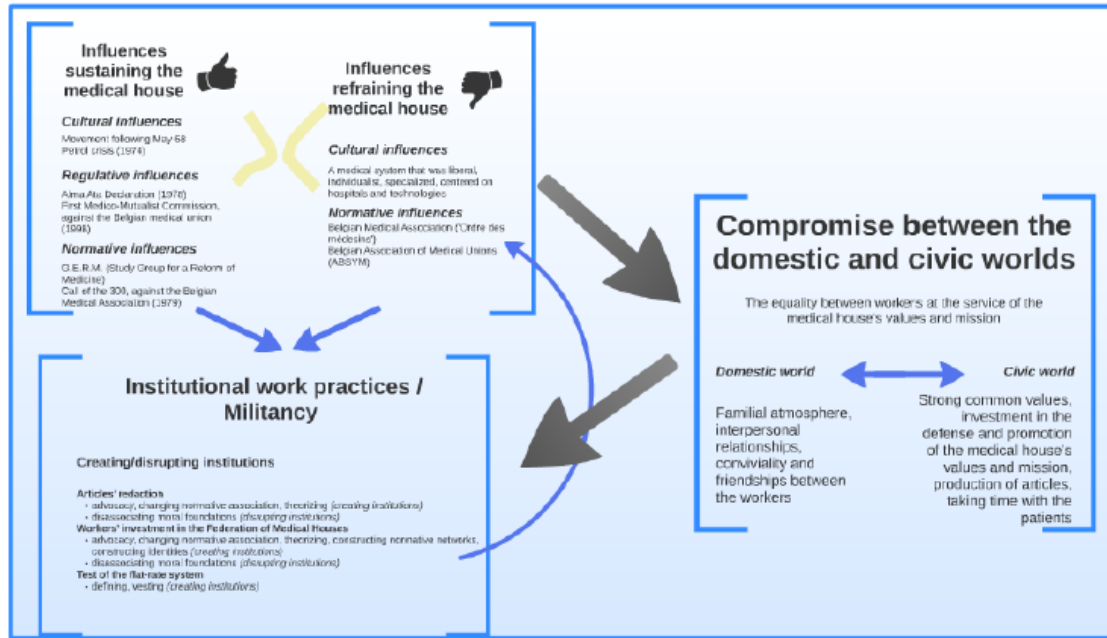 Influences
sustaining the
medical house
Cultural influences
Movement following May 68
Petrol crisis (1974)
Regulative influences
Alma Ata Declaration (1978)
First Medico-Mutualist Commission,
against the Belgian medical union
(1998)
Normative influences
G.E.R.M. (Study Group for a Reform of
Medicine)
Call of the 300, against the Belgian
Medical Association (1979)
Influences
refraining the
medical house
Cultural influences
A medical system that was liberal,
individualist, specialized, centered on
hospitals and technologies
Normative influences
Belgian Medical Association ('Ordre des
médecins')
Belgian Association of Medical Unions
(ABSYM)
Institutional work practices /
Militancy
Creating/disrupting institutions
Articles' redaction
• advocacy, changing normative association, theorizing (creating institutions)
• disassociating moral foundations (disrupting institutions)
Workers' investment in the Federation of Medical Houses
• advocacy, changing normative association, theorizing, constructing normative networks,
constructing identities (creating institutions)
• disassociating moral foundations (disrupting institutions)
Test of the flat-rate system
• defining, vesting (creating institutions)
Compromise between the
domestic and civic worlds
The equality between workers at the service of the
medical house's values and mission
Domestic world
Familial atmosphere,
interpersonal
relationships,
conviviality and
friendships between
the workers
Civic world
Strong common values,
investment in the
defense and promotion
of the medical house's
values and mission,
production of articles,
taking time with the
patients